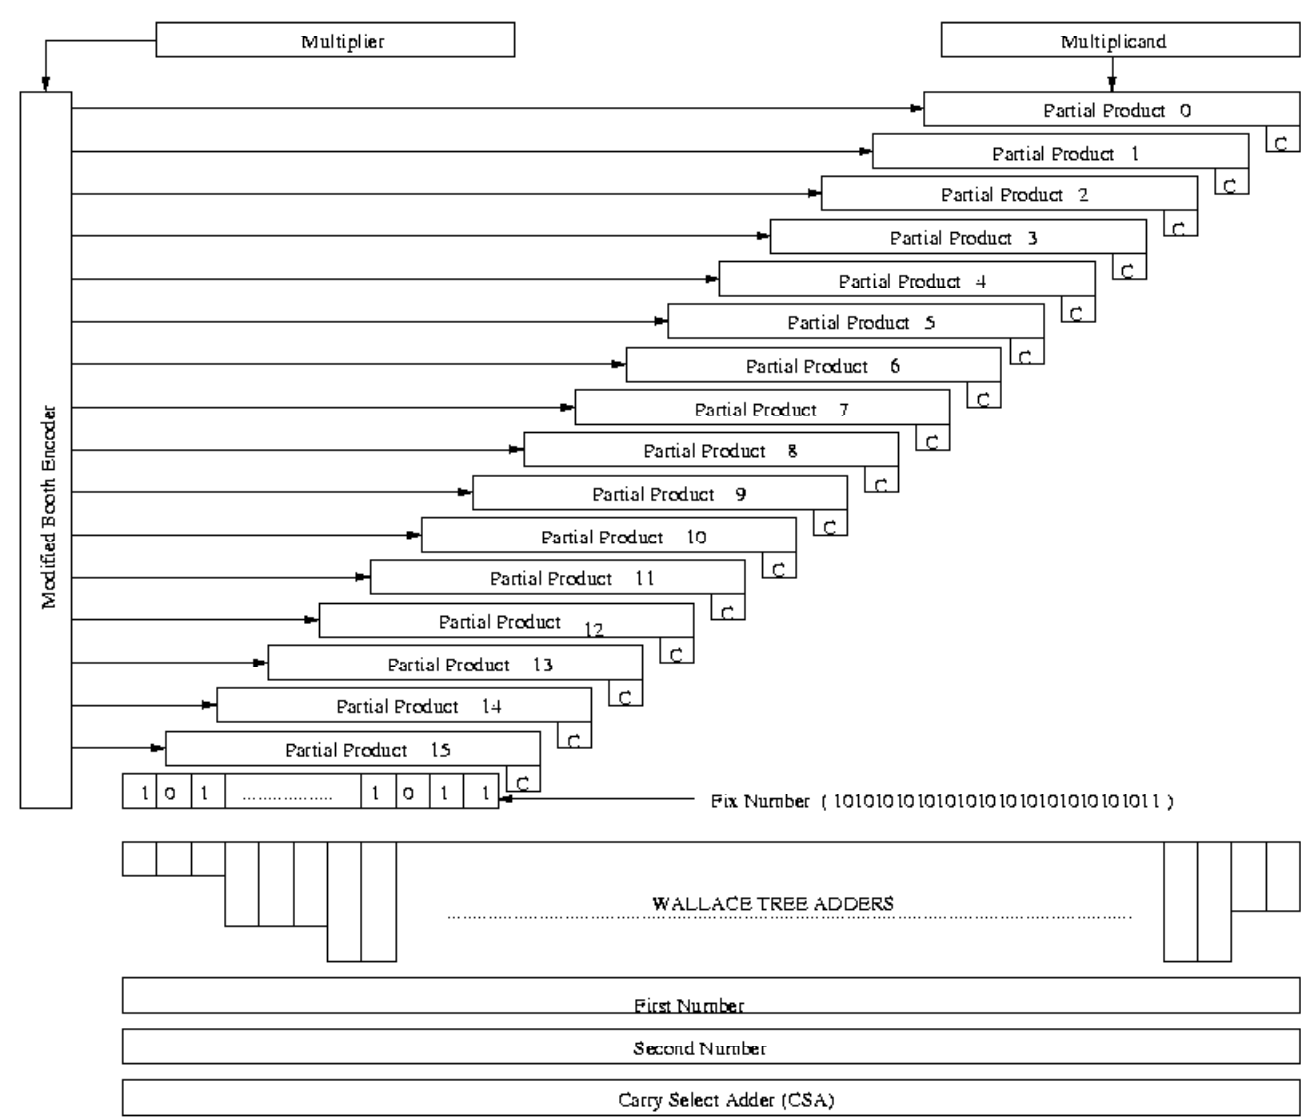 Multiplier
Multiplicand
Partial Product 0
C
Partial Product 1
C
Partial Product 2
C
Partial Product 3
C
Partial Product 4
C
Partial Product 5
C
Partial Product 6
C
Partial Product 7
C
Partial Product 8
C
Partial Product 9
C
Partial Product 10
C
Partial Product 11
C
Partial Product 12
C
Partial Product 13
C
Partial Product 14
C
Partial Product 15
C
Modified Booth Encoder
1 0 1 ................. 1 0 1 1
Fix Number ( 10101010101010101010101010101011 )
WALLACE TREE ADDERS
First Number
Second Number
Carry Select Adder (CSA)